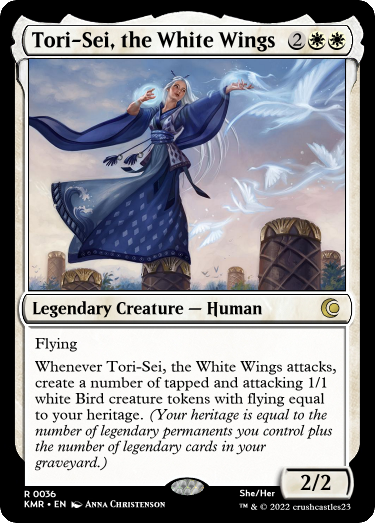 Tori-Sei, the White Wings 2
Legendary Creature — Human
Flying
Whenever Tori-Sei, the White Wings attacks,
create a number of tapped and attacking 1/1
white Bird creature tokens with flying equal
to your heritage. (Your heritage is equal to the
number of legendary permanents you control plus
the number of legendary cards in your
graveyard.)
2/2
R 0036
KMR • EN Anna Christenson
She/Her
™ & © 2022 crushcastles23